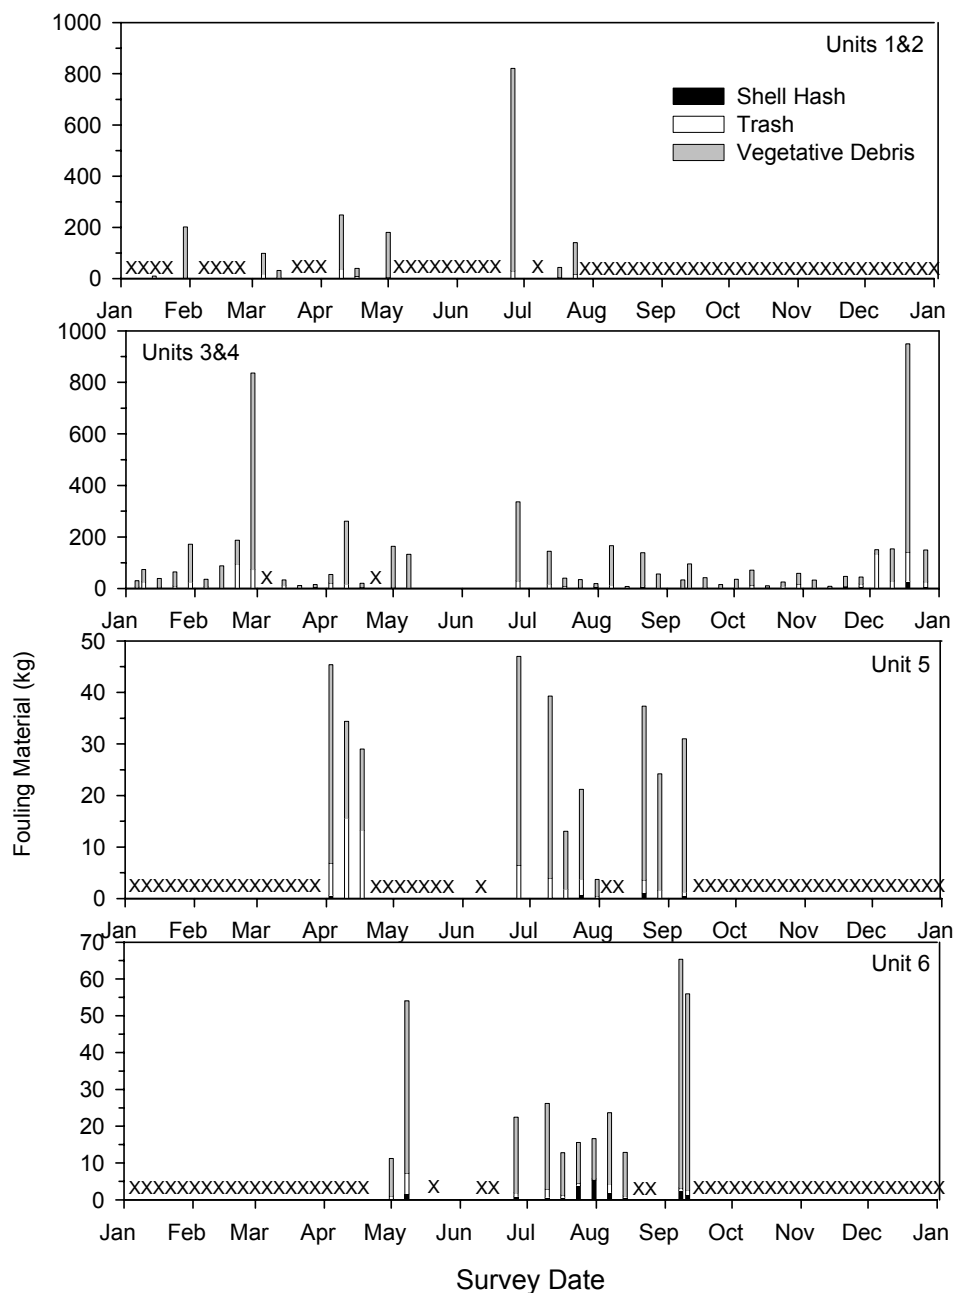 1000
Units 1&2
800
Shell Hash
Trash
600
Vegetative Debris
400
200
XXXX XXXX XXX XXXXXXXXX X XXXXXXXXXXXXXXXXXXXXXXXXXXXXXX
0
Jan Feb Mar Apr May Jun Jul Aug Sep Oct Nov Dec Jan
1000
Units 3&4
800
600
400
200
X X
0
Jan Feb Mar Apr May Jun Jul Aug Sep Oct Nov Dec Jan
50
Unit 5
40
30
20
10
XXXXXXXXXXXXXXXX XXXXXXX X XX XXXXXXXXXXXXXXXXXXXXX
0
Jan Feb Mar Apr May Jun Jul Aug Sep Oct Nov Dec Jan
70
Unit 6
60
50
40
30
20
10
XXXXXXXXXXXXXXXXXXXX X XX XX XXXXXXXXXXXXXXXXXXXXX
0
Jan Feb Mar Apr May Jun Jul Aug Sep Oct Nov Dec Jan
Fouling Material (kg)
Survey Date